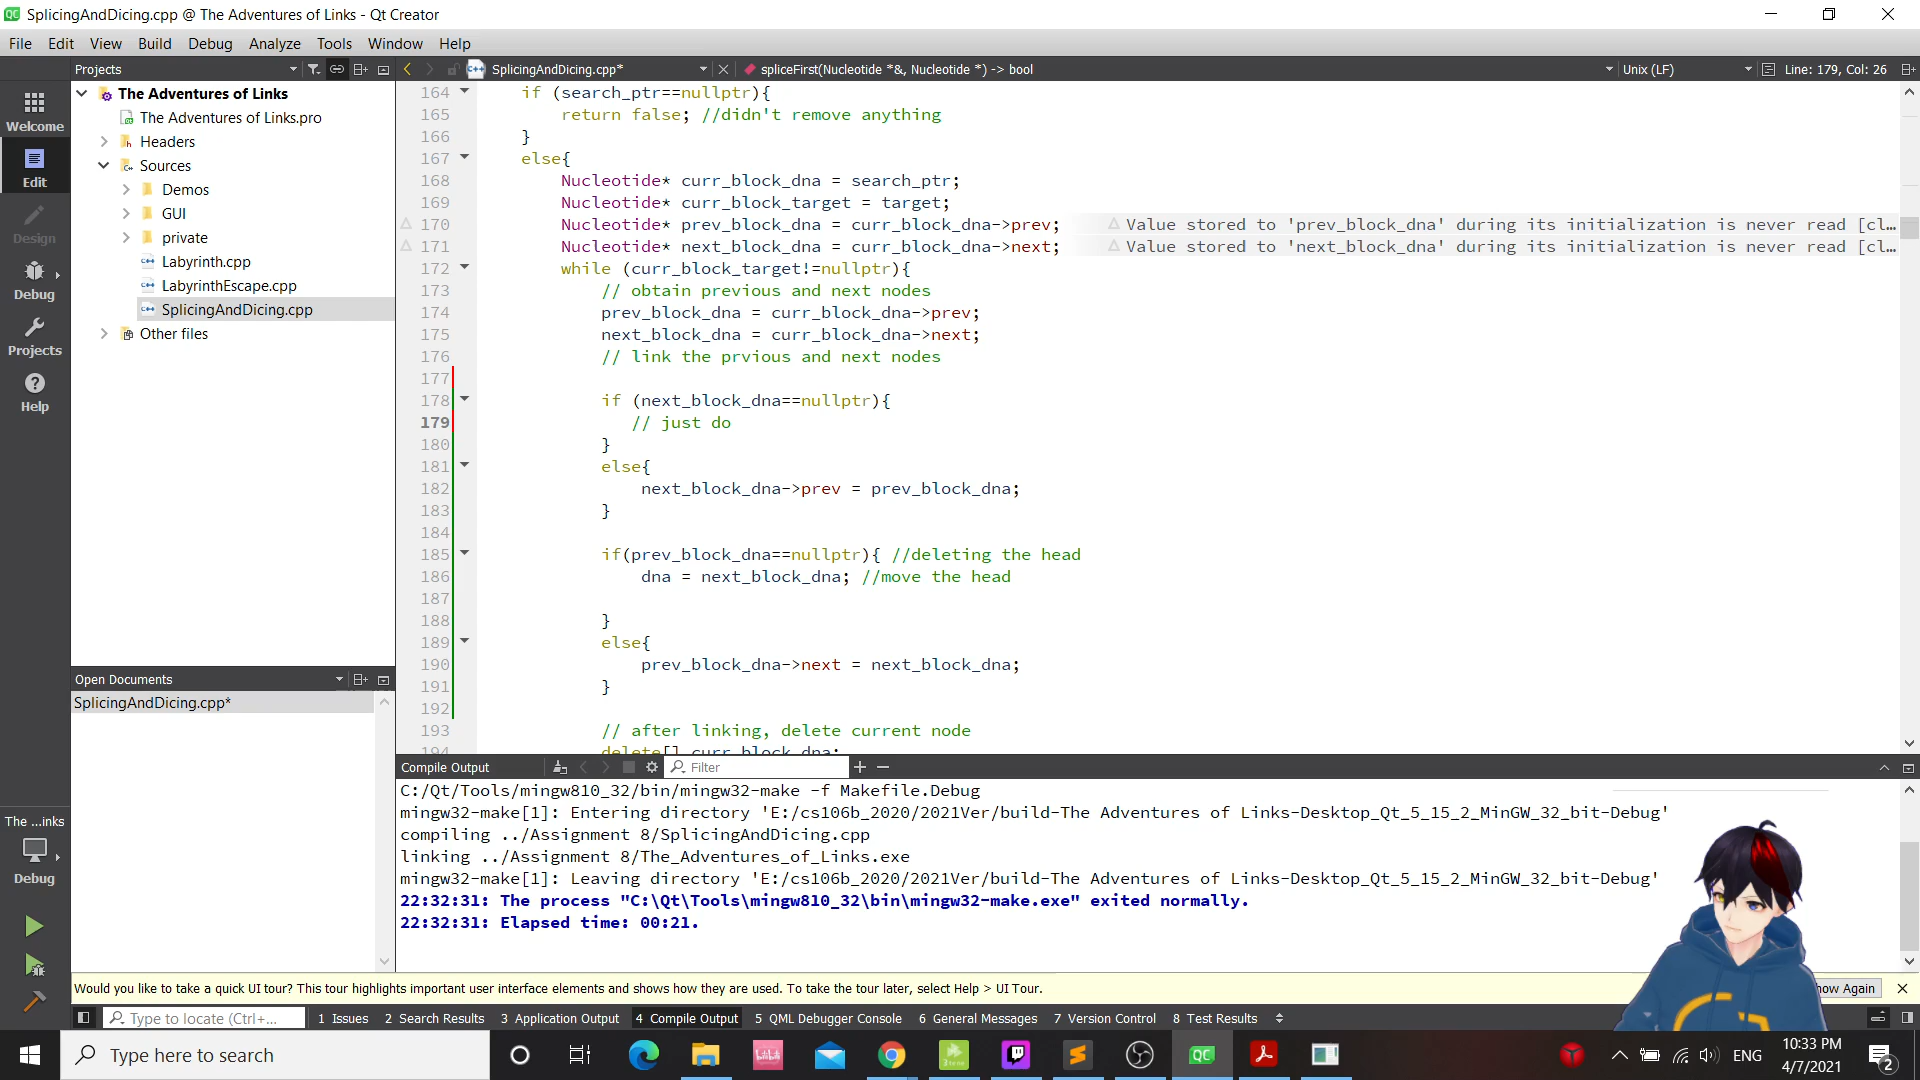 SplicingAndDicing.cpp @ The Adventures of Links - Qt Creator
File Edit View Build Debug Analyze Tools Window Help
Projects
SplicingAndDicing.cpp*
spliceFirst(Nucleotide *&, Nucleotide *) -> bool
Unix (LF)
Line: 179, Col: 26
Welcome
Edit
Design
Debug
Projects
Help
The Adventures of Links
The Adventures of Links.pro
Headers
Sources
Demos
GUI
private
Labyrinth.cpp
LabyrinthEscape.cpp
SplicingAndDicing.cpp
Other files
164 if (search_ptr==nullptr){
165 return false; //didn't remove anything
166 }
167 else{
168 Nucleotide* curr_block_dna = search_ptr;
169 Nucleotide* curr_block_target = target;
170 Nucleotide* prev_block_dna = curr_block_dna->prev; Value stored to 'prev_block_dna' during its initialization is never read [cl...
171 Nucleotide* next_block_dna = curr_block_dna->next; Value stored to 'next_block_dna' during its initialization is never read [cl...
172 while (curr_block_target!=nullptr){
173 // obtain previous and next nodes
174 prev_block_dna = curr_block_dna->prev;
175 next_block_dna = curr_block_dna->next;
176 // link the prvious and next nodes
177
178 if (next_block_dna==nullptr){
179 // just do
180 }
181 else{
182 next_block_dna->prev = prev_block_dna;
183 }
184
185 if(prev_block_dna==nullptr){ //deleting the head
186 dna = next_block_dna; //move the head
187
188 }
189 else{
190 prev_block_dna->next = next_block_dna;
191 }
192
193 // after linking, delete current node
194 delete[] curr_block_dna;
Open Documents
SplicingAndDicing.cpp*
The ...inks
Debug
Compile Output
Filter
C:/Qt/Tools/mingw810_32/bin/mingw32-make -f Makefile.Debug
mingw32-make[1]: Entering directory 'E:/cs106b_2020/2021Ver/build-The Adventures of Links-Desktop_Qt_5_15_2_MinGW_32_bit-Debug'
compiling ../Assignment 8/SplicingAndDicing.cpp
linking ../Assignment 8/The_Adventures_of_Links.exe
mingw32-make[1]: Leaving directory 'E:/cs106b_2020/2021Ver/build-The Adventures of Links-Desktop_Qt_5_15_2_MinGW_32_bit-Debug'
22:32:31: The process "C:\Qt\Tools\mingw810_32\bin\mingw32-make.exe" exited normally.
22:32:31: Elapsed time: 00:21.
Would you like to take a quick UI tour? This tour highlights important user interface elements and shows how they are used. To take the tour later, select Help > UI Tour.
how Again
Type to locate (Ctrl+...
1 Issues 2 Search Results 3 Application Output 4 Compile Output 5 QML Debugger Console 6 General Messages 7 Version Control 8 Test Results
Type here to search
QC
ENG
10:33 PM
4/7/2021
2